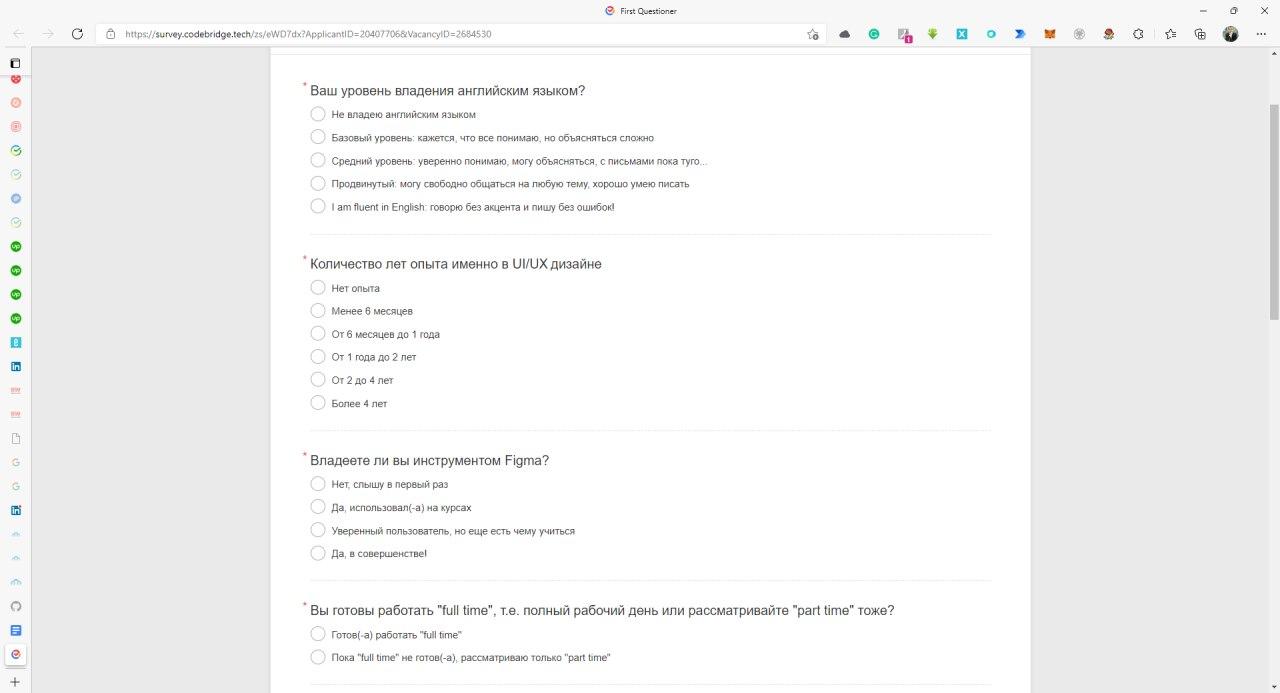 First Questioner
https://survey.codebridge.tech/zs/eWD7dx?ApplicantID=20407706&VacancyID=2684530
* Ваш уровень владения английским языком?
Не владею английским языком
Базовый уровень: кажется, что все понимаю, но объясняться сложно
Средний уровень: уверенно понимаю, могу объясняться, с письмами пока туго...
Продвинутый: могу свободно общаться на любую тему, хорошо умею писать
I am fluent in English: говорю без акцента и пишу без ошибок!
* Количество лет опыта именно в UI/UX дизайне
Нет опыта
Менее 6 месяцев
От 6 месяцев до 1 года
От 1 года до 2 лет
От 2 до 4 лет
Более 4 лет
* Владеете ли вы инструментом Figma?
Нет, слышу в первый раз
Да, использовал(-а) на курсах
Уверенный пользователь, но еще есть чему учиться
Да, в совершенстве!
* Вы готовы работать "full time", т.е. полный рабочий день или рассматривайте "part time" тоже?
Готов(-а) работать "full time"
Пока "full time" не готов(-а), рассматриваю только "part time"